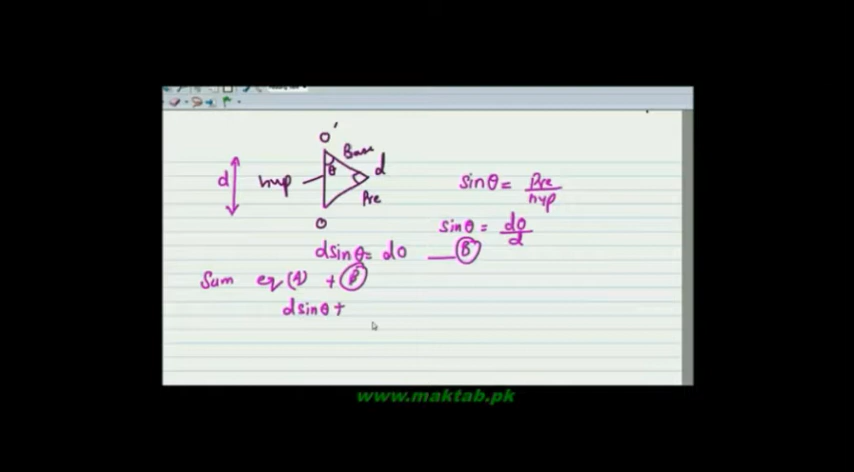 O'
Base
d
θ
d
hyp
Pre
O
sinθ = Pre/hyp
sinθ = dO/d
dsinθ = dO — B
Sum eq (A) + B
dsinθ +
www.maktab.pk